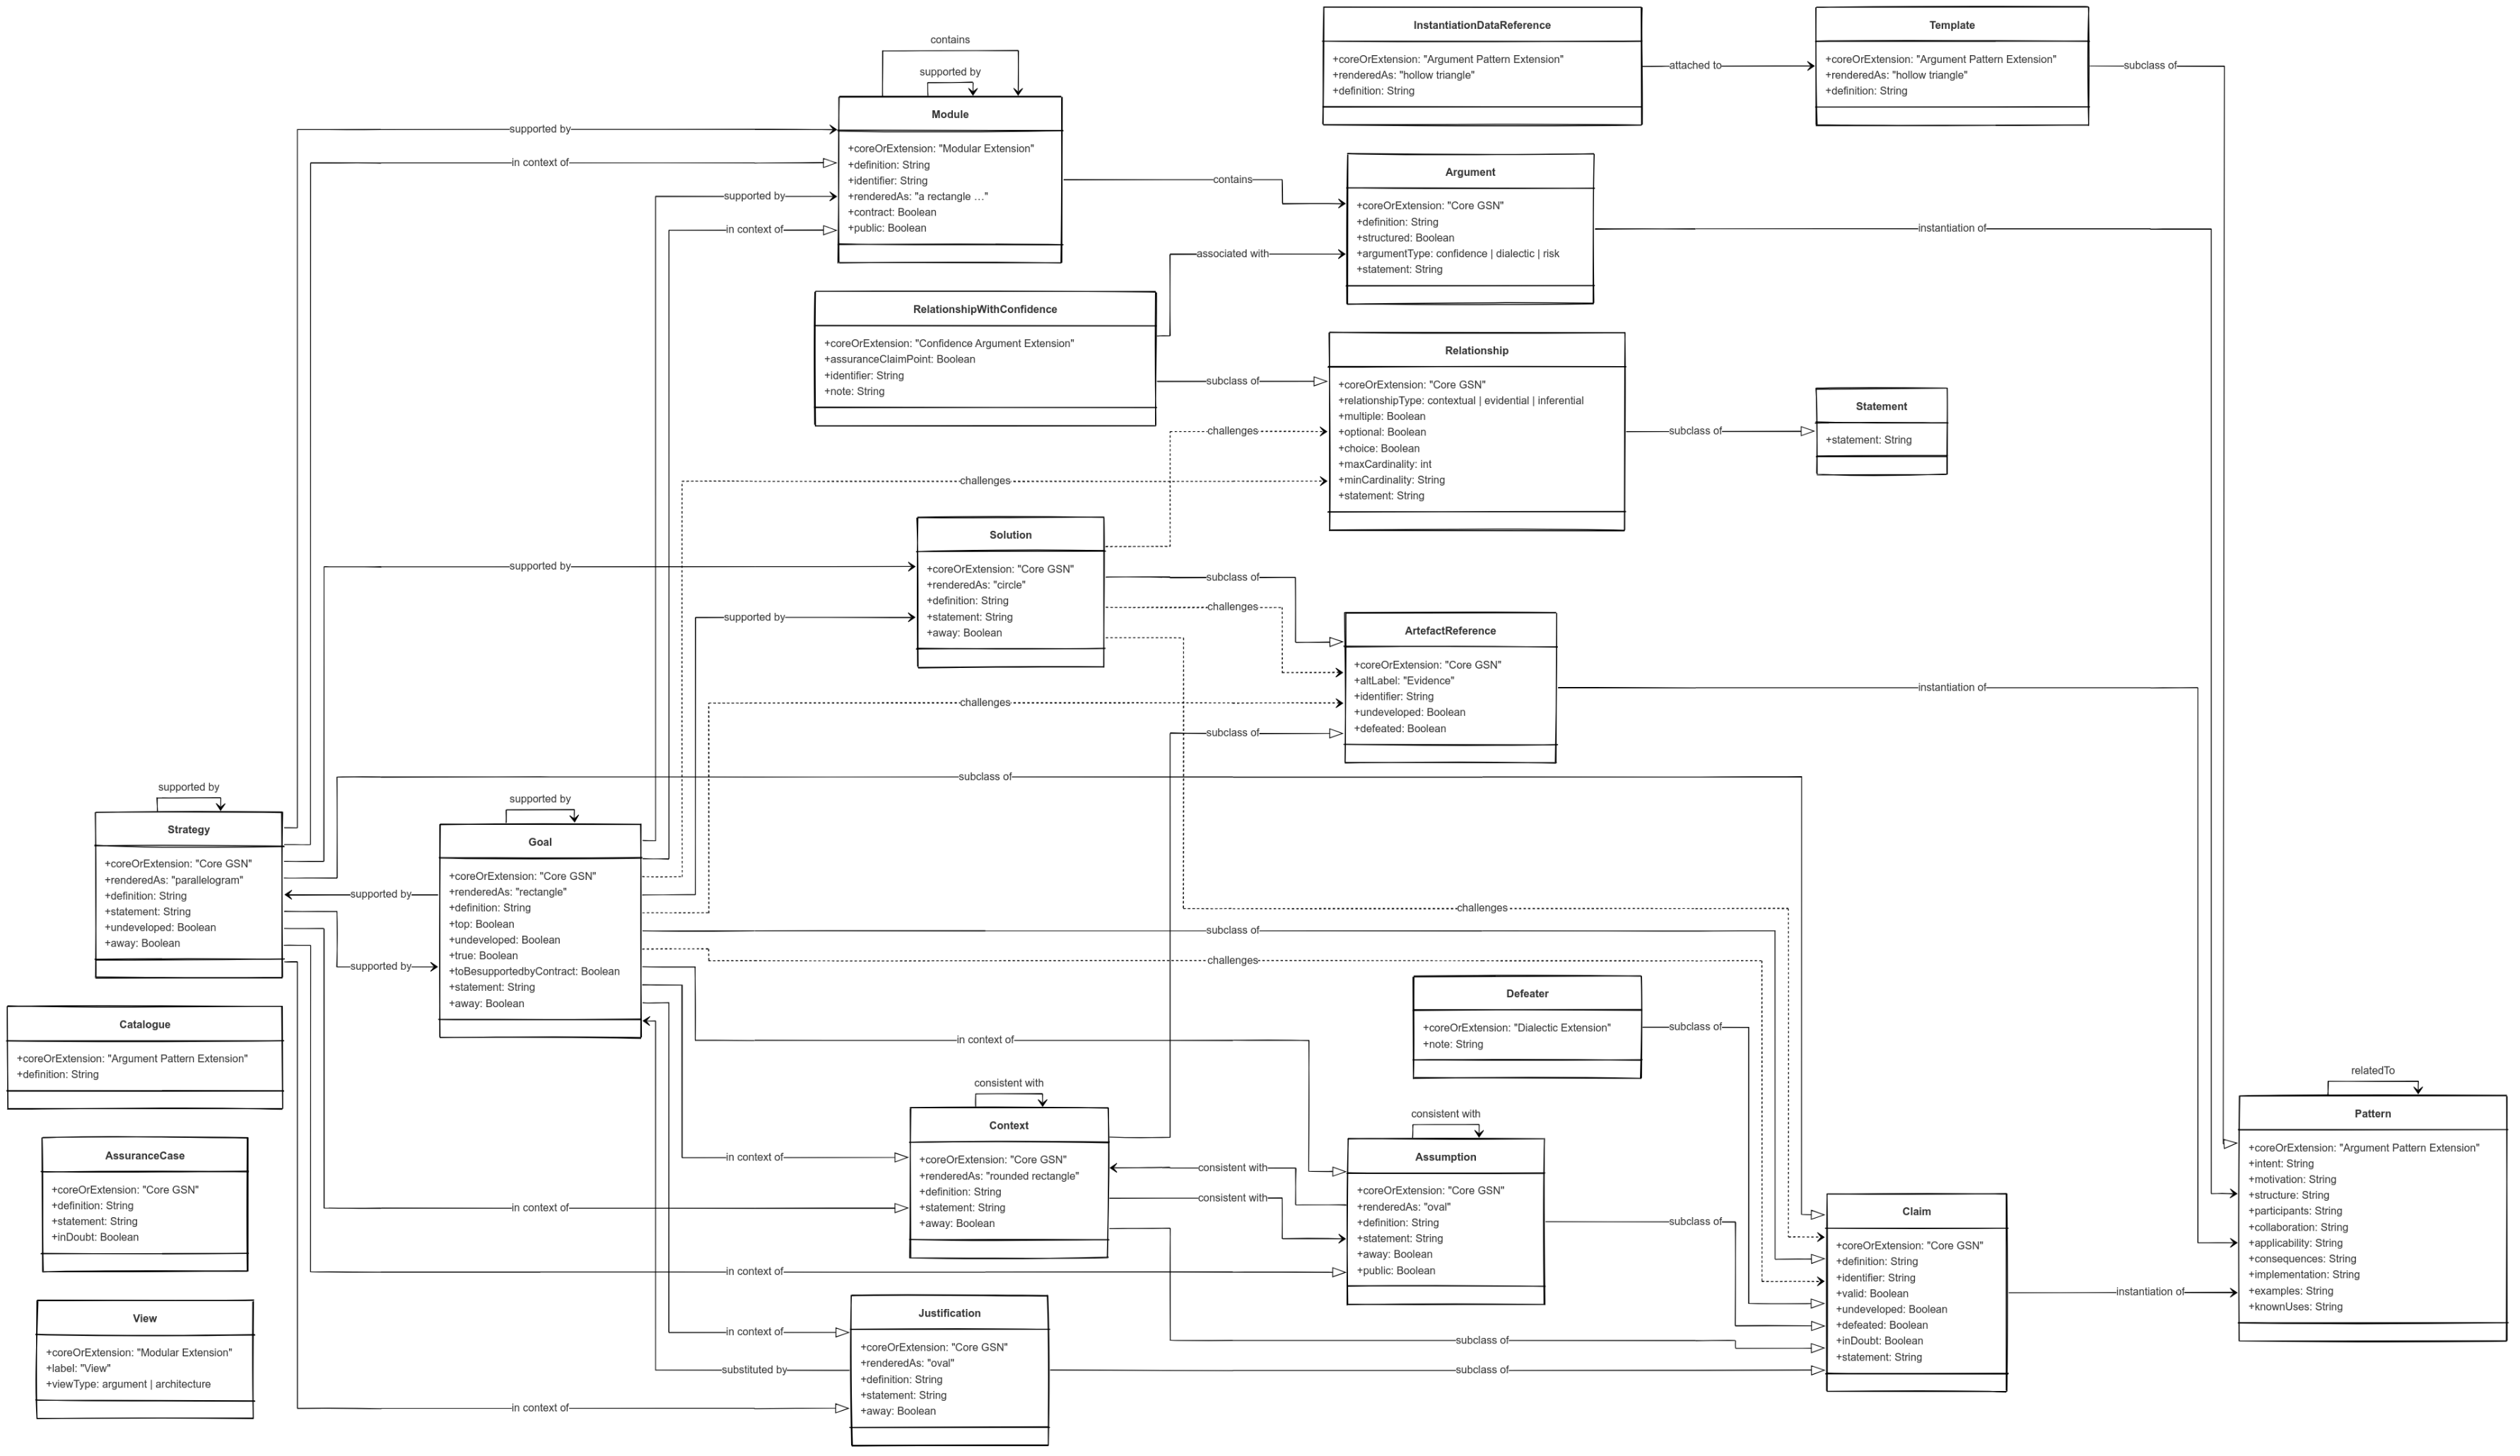 contains
supported by
Module
+coreOrExtension: "Modular Extension"
+definition: String
+identifier: String
+renderedAs: "a rectangle …"
+contract: Boolean
+public: Boolean
InstantiationDataReference
+coreOrExtension: "Argument Pattern Extension"
+renderedAs: "hollow triangle"
+definition: String
attached to
Template
+coreOrExtension: "Argument Pattern Extension"
+renderedAs: "hollow triangle"
+definition: String
subclass of
supported by
in context of
supported by
in context of
contains
Argument
+coreOrExtension: "Core GSN"
+definition: String
+structured: Boolean
+argumentType: confidence | dialectic | risk
+statement: String
instantiation of
associated with
RelationshipWithConfidence
+coreOrExtension: "Confidence Argument Extension"
+assuranceClaimPoint: Boolean
+identifier: String
+note: String
subclass of
Relationship
+coreOrExtension: "Core GSN"
+relationshipType: contextual | evidential | inferential
+multiple: Boolean
+optional: Boolean
+choice: Boolean
+maxCardinality: int
+minCardinality: String
+statement: String
subclass of
Statement
+statement: String
challenges
challenges
Solution
+coreOrExtension: "Core GSN"
+renderedAs: "circle"
+definition: String
+statement: String
+away: Boolean
supported by
supported by
subclass of
challenges
challenges
subclass of
ArtefactReference
+coreOrExtension: "Core GSN"
+altLabel: "Evidence"
+identifier: String
+undeveloped: Boolean
+defeated: Boolean
instantiation of
subclass of
supported by
Strategy
+coreOrExtension: "Core GSN"
+renderedAs: "parallelogram"
+definition: String
+statement: String
+undeveloped: Boolean
+away: Boolean
supported by
supported by
supported by
Goal
+coreOrExtension: "Core GSN"
+renderedAs: "rectangle"
+definition: String
+top: Boolean
+undeveloped: Boolean
+true: Boolean
+toBesupportedbyContract: Boolean
+statement: String
+away: Boolean
challenges
subclass of
challenges
in context of
Defeater
+coreOrExtension: "Dialectic Extension"
+note: String
subclass of
Catalogue
+coreOrExtension: "Argument Pattern Extension"
+definition: String
AssuranceCase
+coreOrExtension: "Core GSN"
+definition: String
+statement: String
+inDoubt: Boolean
View
+coreOrExtension: "Modular Extension"
+label: "View"
+viewType: argument | architecture
consistent with
Context
+coreOrExtension: "Core GSN"
+renderedAs: "rounded rectangle"
+definition: String
+statement: String
+away: Boolean
in context of
in context of
in context of
consistent with
consistent with
consistent with
Assumption
+coreOrExtension: "Core GSN"
+renderedAs: "oval"
+definition: String
+statement: String
+away: Boolean
+public: Boolean
subclass of
Justification
+coreOrExtension: "Core GSN"
+renderedAs: "oval"
+definition: String
+statement: String
+away: Boolean
in context of
substituted by
in context of
subclass of
subclass of
Claim
+coreOrExtension: "Core GSN"
+definition: String
+identifier: String
+valid: Boolean
+undeveloped: Boolean
+defeated: Boolean
+inDoubt: Boolean
+statement: String
instantiation of
relatedTo
Pattern
+coreOrExtension: "Argument Pattern Extension"
+intent: String
+motivation: String
+structure: String
+participants: String
+collaboration: String
+applicability: String
+consequences: String
+implementation: String
+examples: String
+knownUses: String